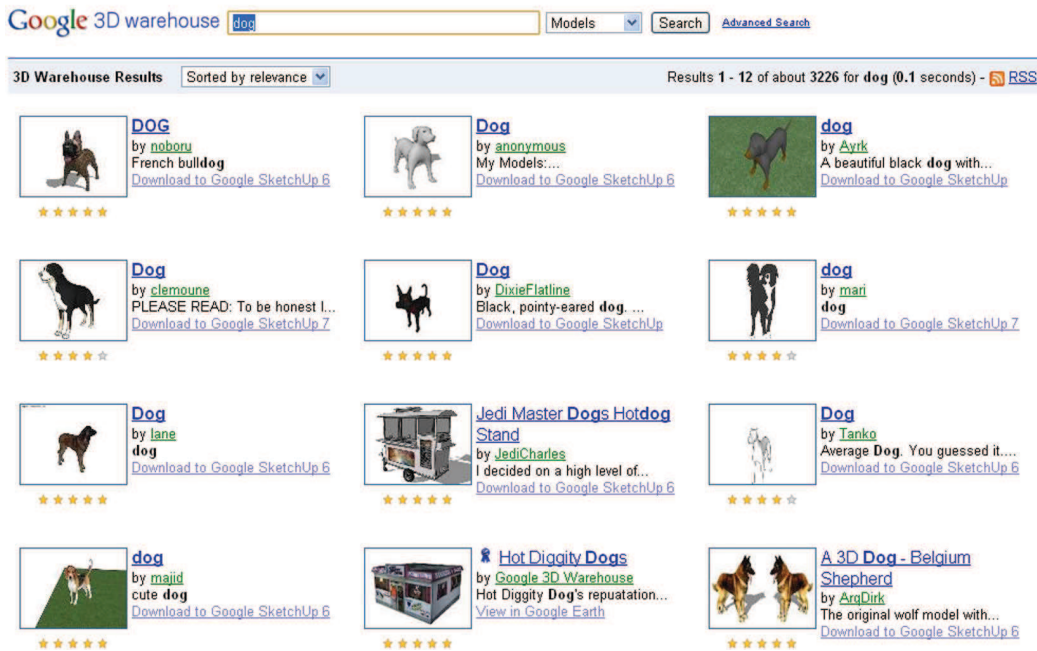 Google 3D warehouse dog Models Search Advanced Search
3D Warehouse Results Sorted by relevance Results 1 - 12 of about 3226 for dog (0.1 seconds) - RSS
DOG
by noboru
French bulldog
Download to Google SketchUp 6
Dog
by anonymous
My Models:...
Download to Google SketchUp 6
dog
by Ayrk
A beautiful black dog with...
Download to Google SketchUp
Dog
by clemoune
PLEASE READ: To be honest I...
Download to Google SketchUp 7
Dog
by DixieFlatline
Black, pointy-eared dog. ...
Download to Google SketchUp
dog
by mari
dog
Download to Google SketchUp 7
Dog
by lane
dog
Download to Google SketchUp 6
Jedi Master Dogs Hotdog
Stand
by JediCharles
I decided on a high level of...
Download to Google SketchUp 6
Dog
by Tanko
Average Dog. You guessed it....
Download to Google SketchUp 6
dog
by majid
cute dog
Download to Google SketchUp 6
Hot Diggity Dogs
by Google 3D Warehouse
Hot Diggity Dog's repuatation...
View in Google Earth
A 3D Dog - Belgium
Shepherd
by ArqDirk
The original wolf model with...
Download to Google SketchUp 6